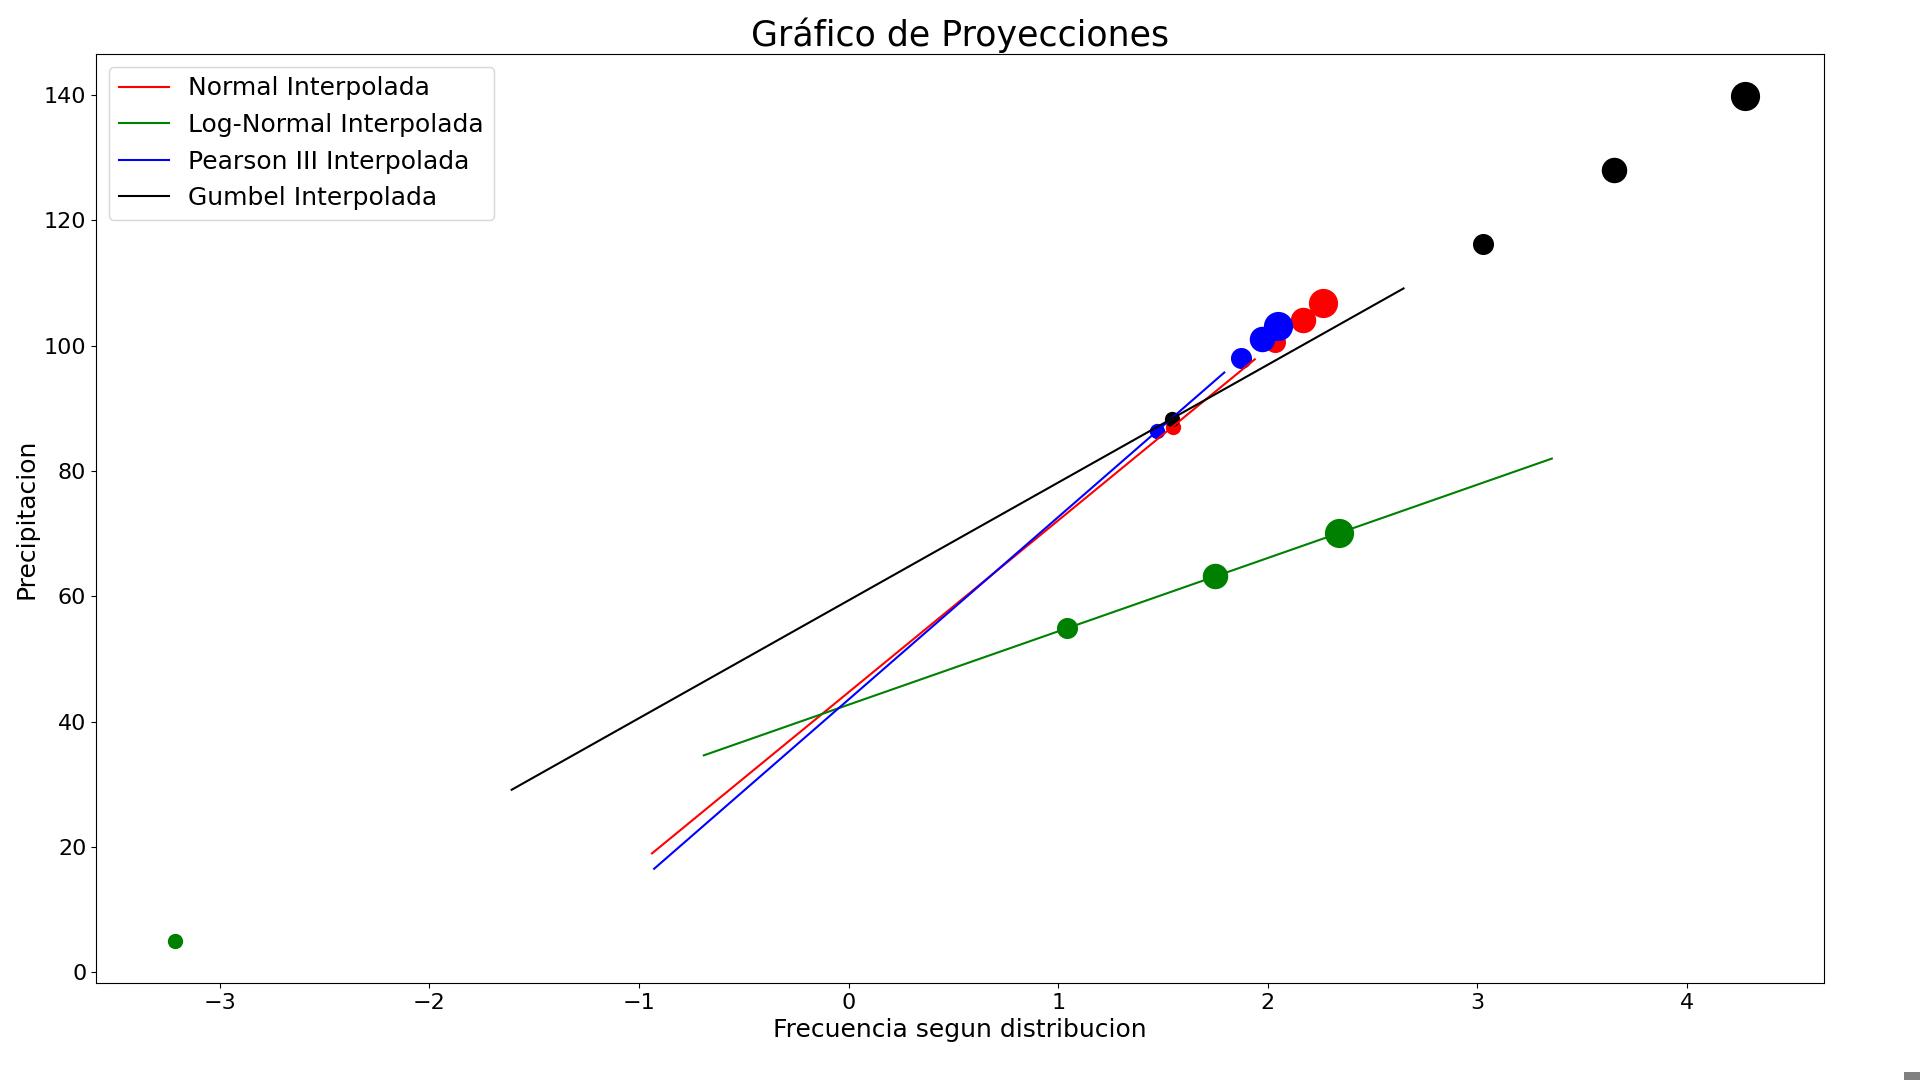 Gráfico de Proyecciones
Normal Interpolada
Log-Normal Interpolada
Pearson III Interpolada
Gumbel Interpolada
140
120
100
80
60
40
20
0
Precipitacion
−3
−2
−1
0
1
2
3
4
Frecuencia segun distribucion